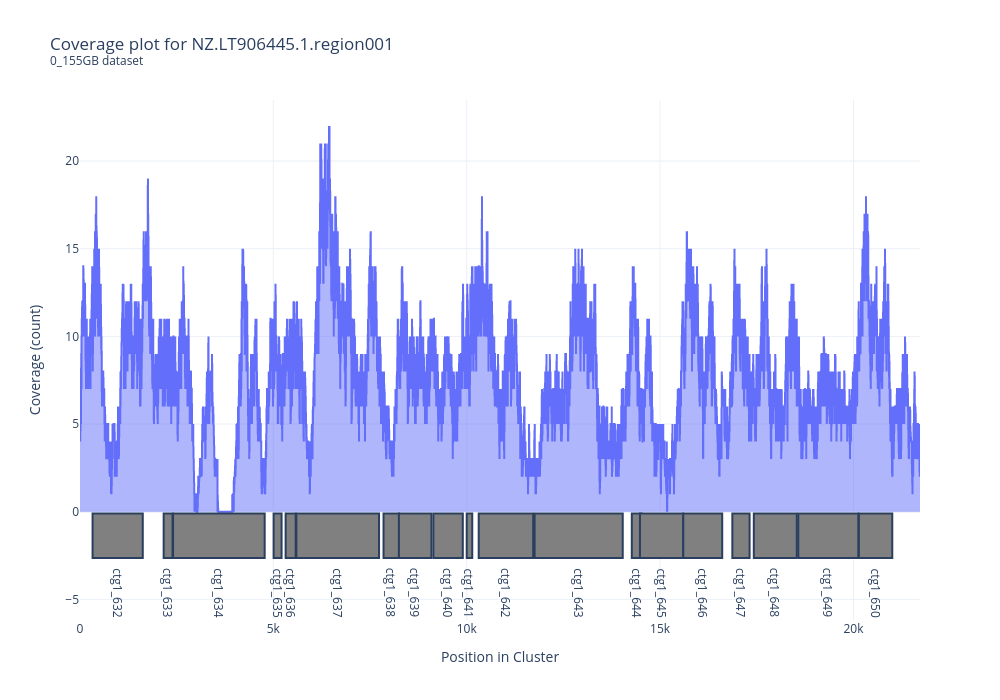 Coverage plot for NZ.LT906445.1.region001
0_155GB dataset
20
15
10
5
0
−5
Coverage (count)
ctg1_632
ctg1_633
ctg1_634
ctg1_635
ctg1_636
ctg1_637
ctg1_638
ctg1_639
ctg1_640
ctg1_641
ctg1_642
ctg1_643
ctg1_644
ctg1_645
ctg1_646
ctg1_647
ctg1_648
ctg1_649
ctg1_650
0
5k
10k
15k
20k
Position in Cluster